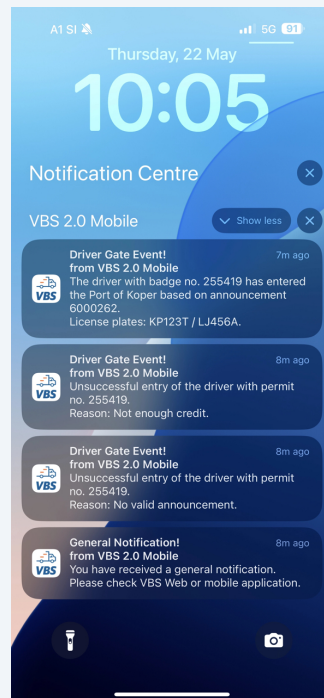 A1 SI 5G 91
Thursday, 22 May
10:05
Notification Centre
VBS 2.0 Mobile Show less
Driver Gate Event! 7m ago
from VBS 2.0 Mobile
The driver with badge no. 255419 has entered
the Port of Koper based on announcement
6000262.
License plates: KP123T / LJ456A.
VBS
Driver Gate Event! 8m ago
from VBS 2.0 Mobile
Unsuccessful entry of the driver with permit
no. 255419.
Reason: Not enough credit.
VBS
Driver Gate Event! 8m ago
from VBS 2.0 Mobile
Unsuccessful entry of the driver with permit
no. 255419.
Reason: No valid announcement.
VBS
General Notification! 8m ago
from VBS 2.0 Mobile
You have received a general notification.
Please check VBS Web or mobile application.
VBS